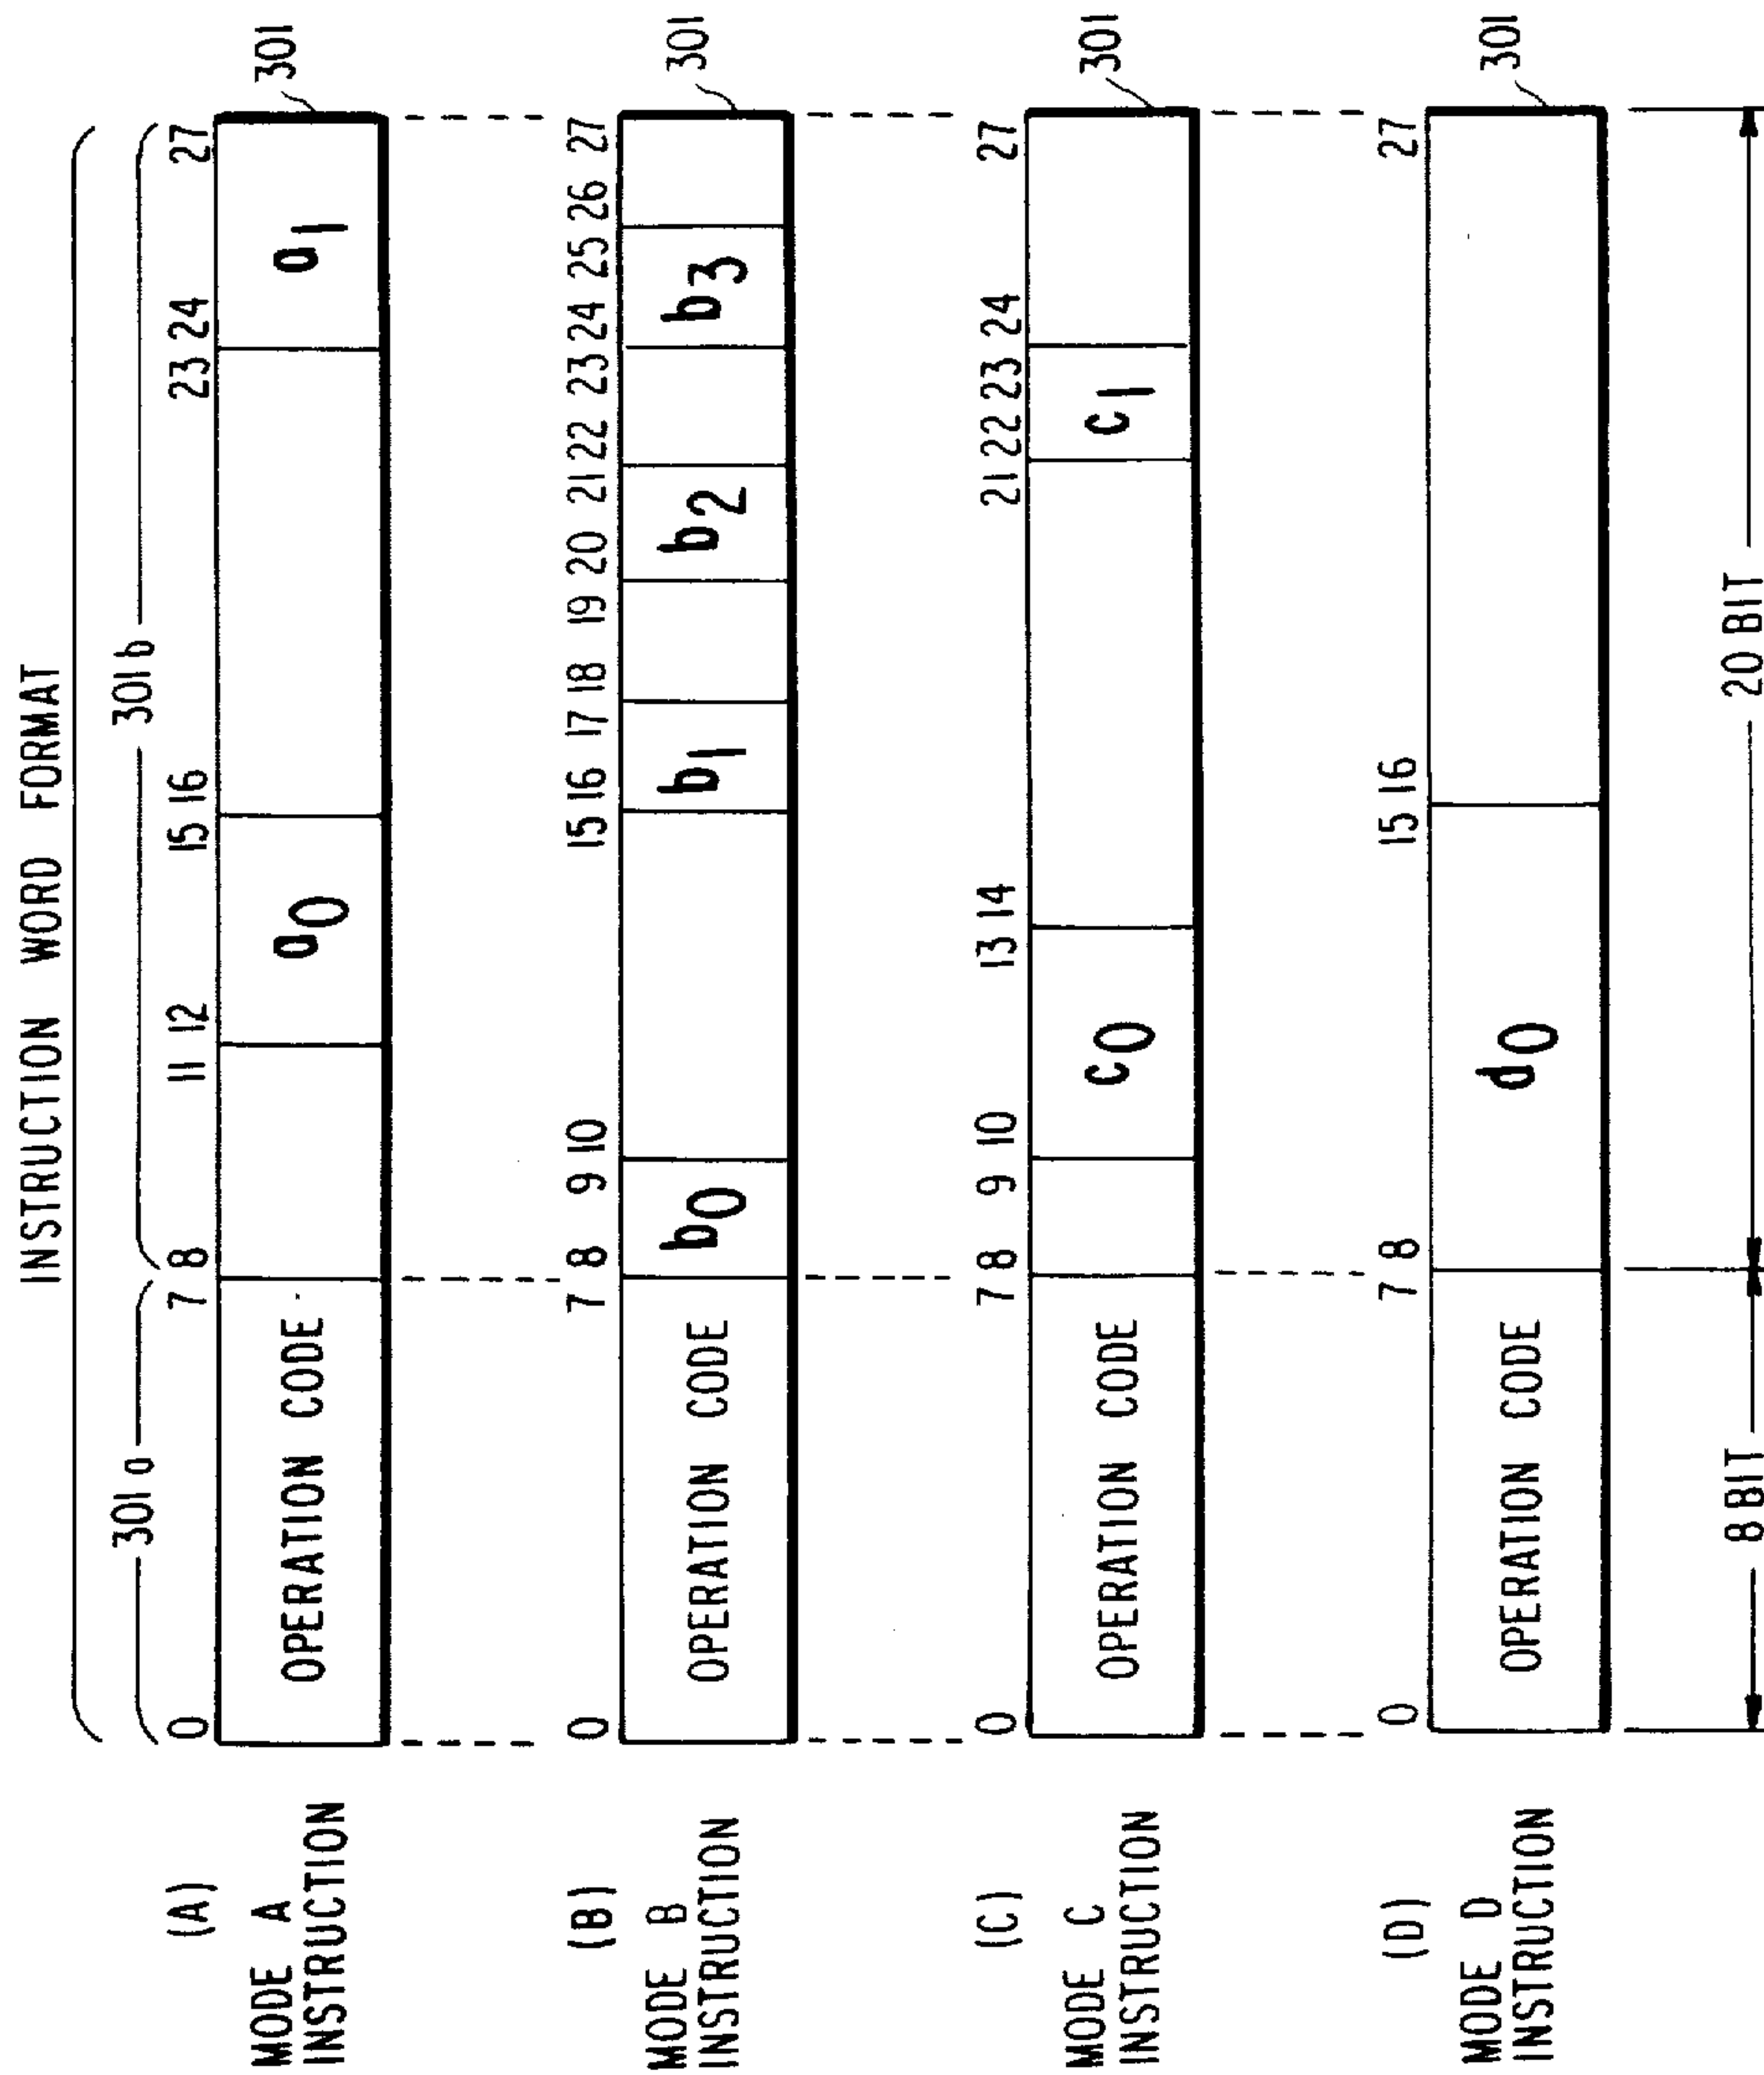 INSTRUCTION WORD FORMAT
301a 301b
(A) 0 7 8 11 12 15 16 23 24 27
MODE A
INSTRUCTION
OPERATION CODE a0 a1 301
(B) 0 7 8 9 10 15 16 17 18 19 20 21 22 23 24 25 26 27
MODE B
INSTRUCTION
OPERATION CODE b0 b1 b2 b3 301
(C) 0 7 8 9 10 13 14 21 22 23 24 27
MODE C
INSTRUCTION
OPERATION CODE c0 c1 301
(D) 0 7 8 15 16 27
MODE D
INSTRUCTION
OPERATION CODE d0 301
8 BIT 20 BIT